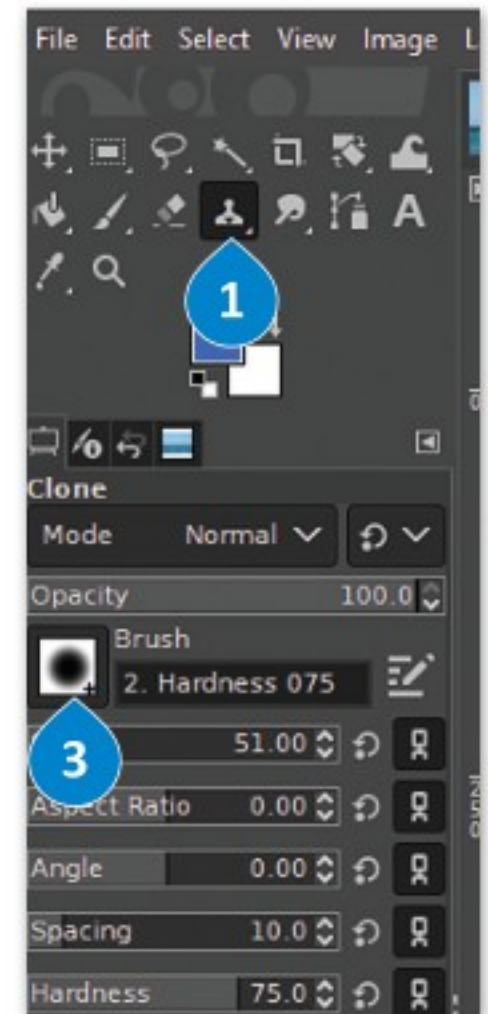 File Edit Select View Image L
A
1
Clone
Mode Normal
Opacity 100.0
Brush
2. Hardness 075
3
51.00
Aspect Ratio 0.00
Angle 0.00
Spacing 10.0
Hardness 75.0